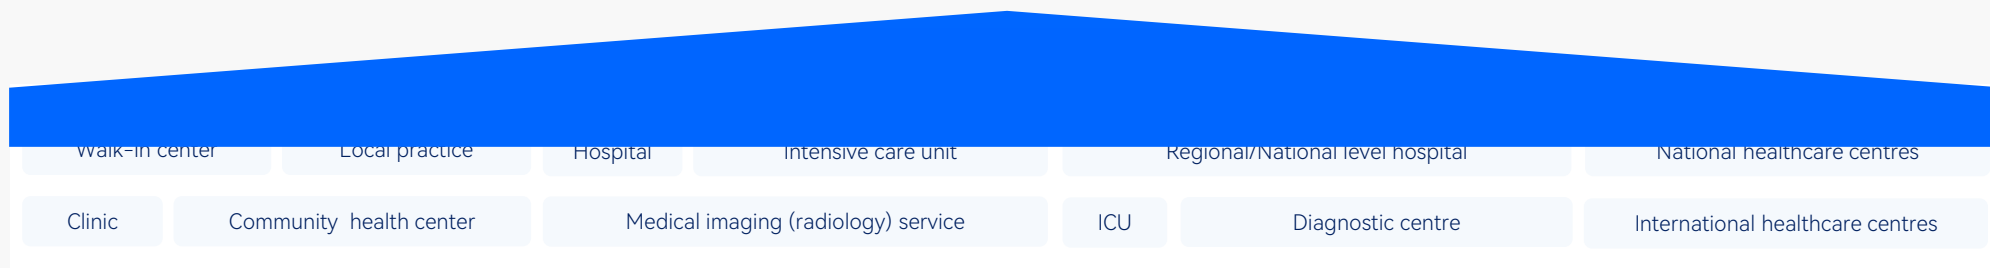 Walk-in center Local practice Hospital Intensive care unit Regional/National level hospital National healthcare centres
Clinic Community health center Medical imaging (radiology) service ICU Diagnostic centre International healthcare centres